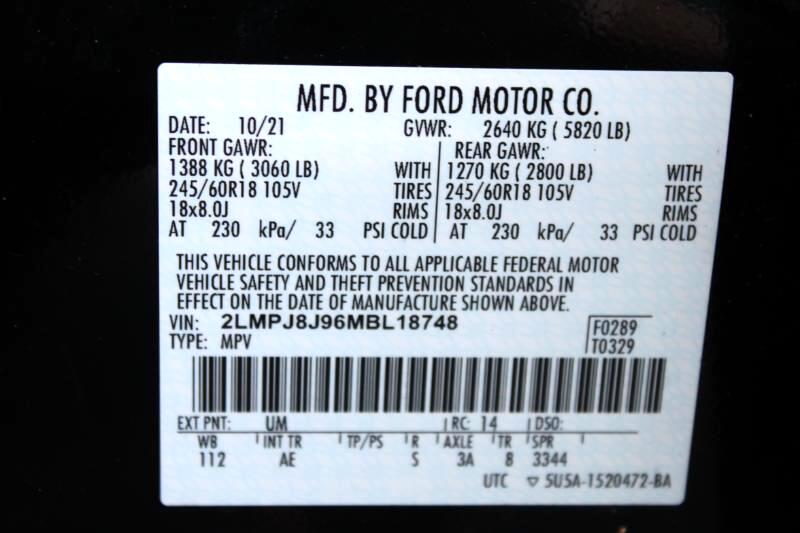 MFD. BY FORD MOTOR CO.
DATE: 10/21 GVWR: 2640 KG ( 5820 LB)
FRONT GAWR: REAR GAWR:
1388 KG ( 3060 LB) WITH 1270 KG ( 2800 LB) WITH
245/60R18 105V TIRES 245/60R18 105V TIRES
18x8.0J RIMS 18x8.0J RIMS
AT 230 kPa/ 33 PSI COLD AT 230 kPa/ 33 PSI COLD
THIS VEHICLE CONFORMS TO ALL APPLICABLE FEDERAL MOTOR
VEHICLE SAFETY AND THEFT PREVENTION STANDARDS IN
EFFECT ON THE DATE OF MANUFACTURE SHOWN ABOVE.
VIN: 2LMPJ8J96MBL18748 F0289
TYPE: MPV T0329
EXT PNT: UM RC: 14 DSO:
WB INT TR TP/PS R AXLE TR SPR
112 AE S 3A 8 3344
UTC ▽ 5USA-1520472-BA